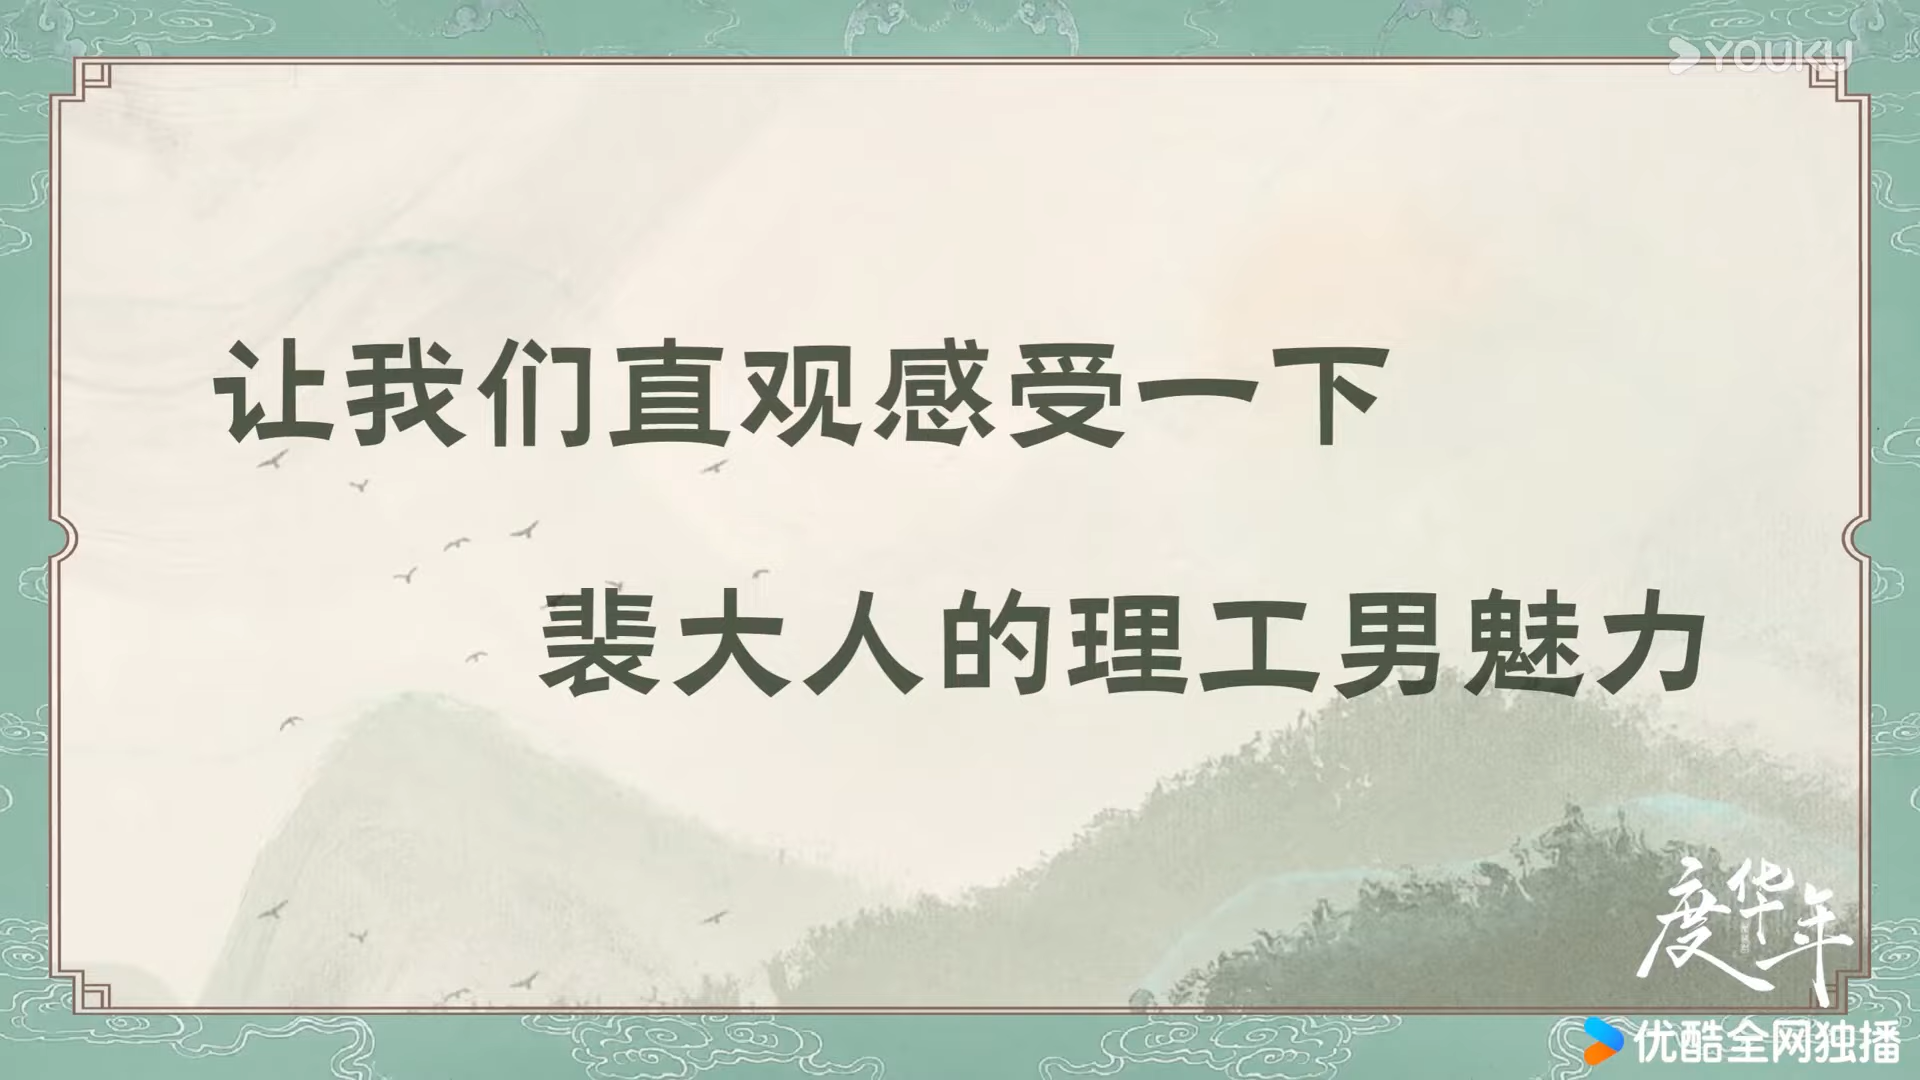 YOUKU
让我们直观感受一下
裴大人的理工男魅力
度华年
优酷全网独播